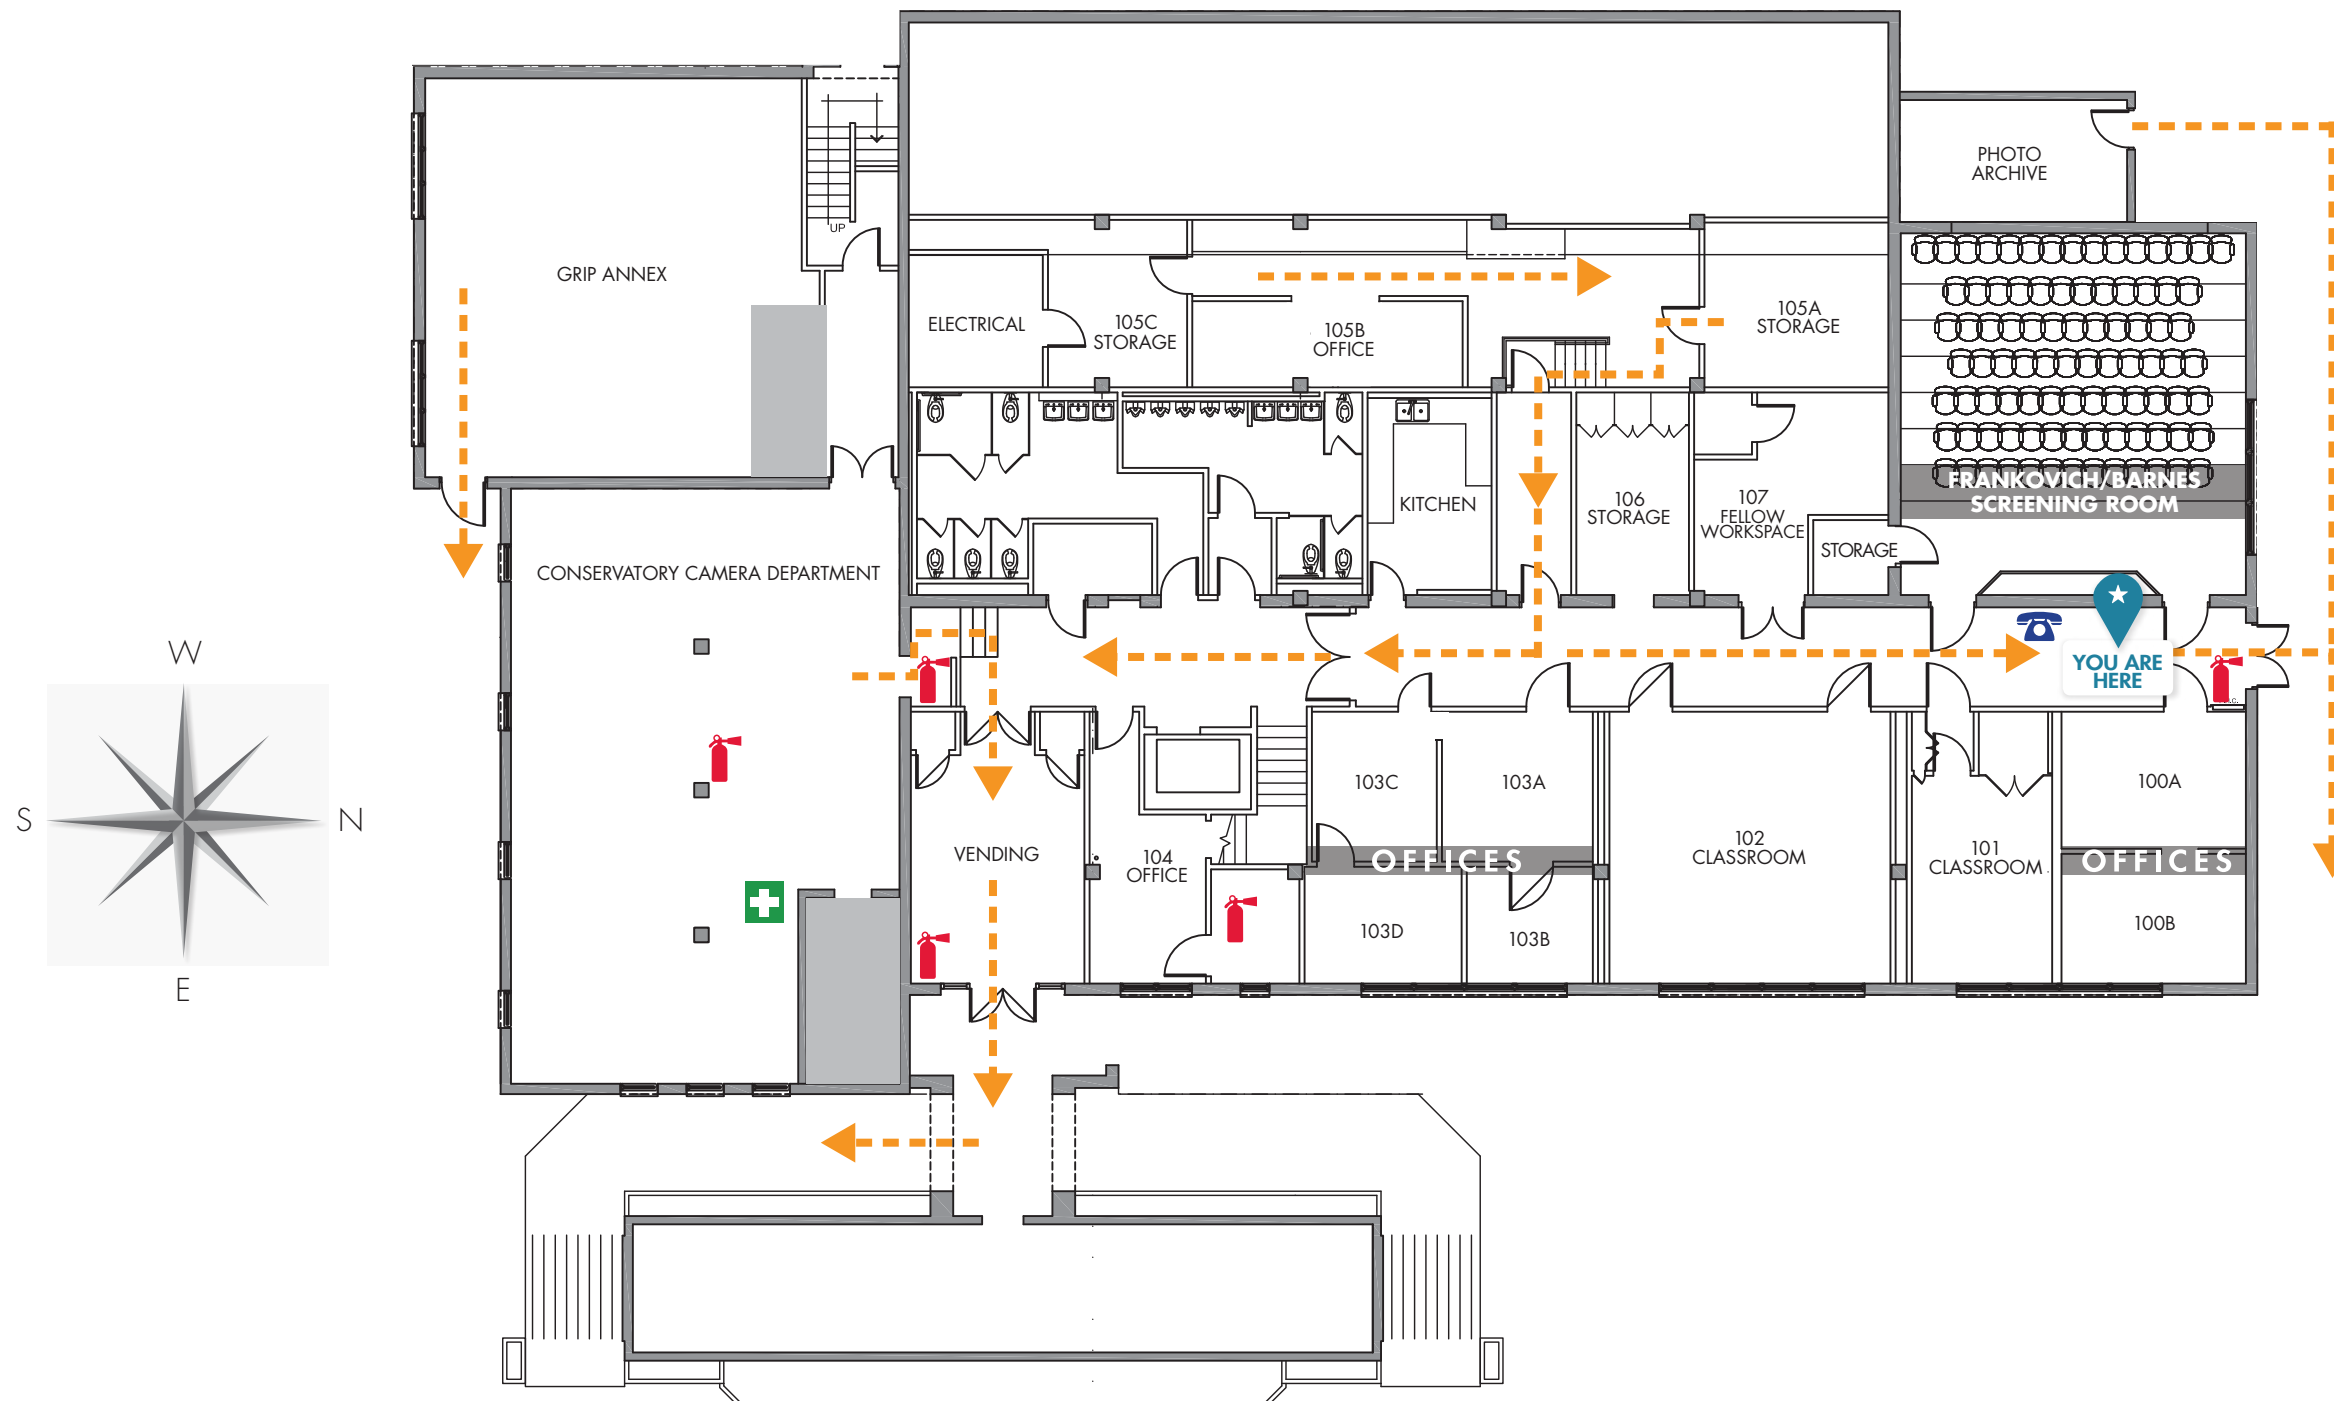 PHOTO
ARCHIVE
UP
GRIP ANNEX
ELECTRICAL
105C
STORAGE
105B
OFFICE
105A
STORAGE
KITCHEN
106
STORAGE
107
FELLOW
WORKSPACE
STORAGE
FRANKOVICH/BARNES
SCREENING ROOM
CONSERVATORY CAMERA DEPARTMENT
YOU ARE
HERE
W
S
N
E
VENDING
104
OFFICE
103C
103A
OFFICES
103D
103B
102
CLASSROOM
101
CLASSROOM
100A
OFFICES
100B